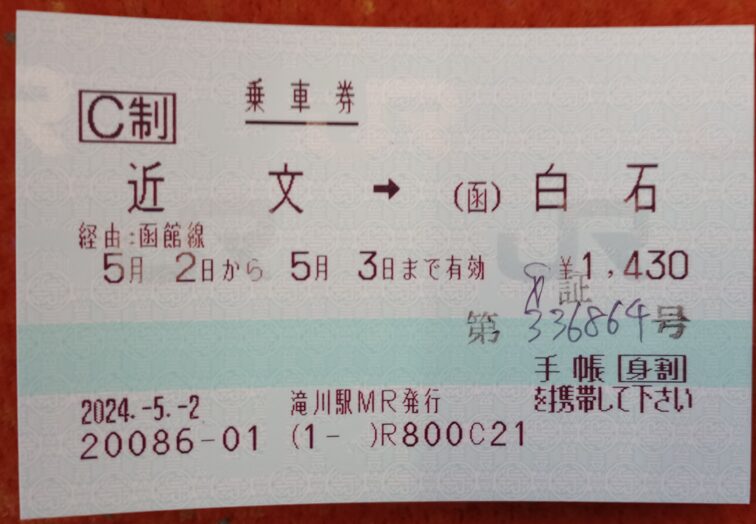 乗車券
C制
近文 → (函)白石
経由:函館線
5月 2日から 5月 3日まで有効 ¥1,430
証
第 336864号
手帳 身割
を携帯して下さい
2024.-5.-2 滝川駅MR発行
20086-01 (1- )R800C21